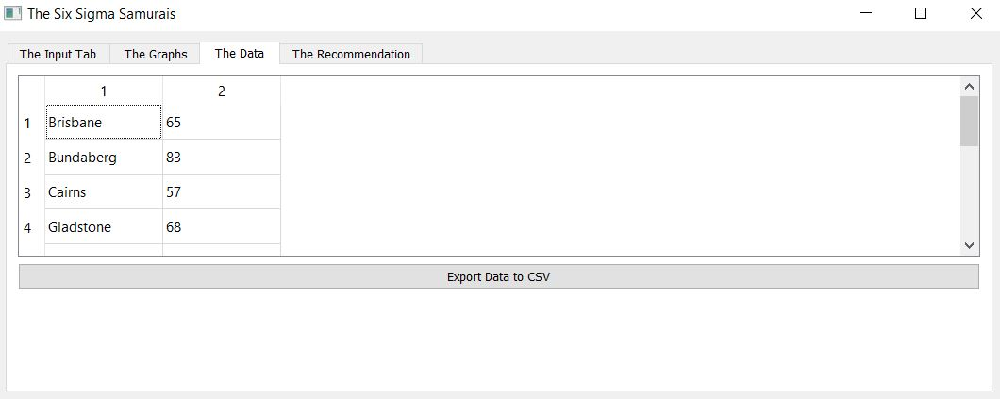 The Six Sigma Samurais
The Input Tab The Graphs The Data The Recommendation
1 2
1 Brisbane 65
2 Bundaberg 83
3 Cairns 57
4 Gladstone 68
Export Data to CSV